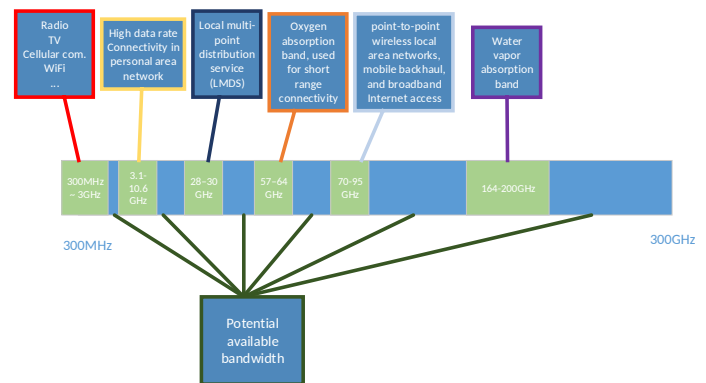 Radio
TV
Cellular com.
WiFi
...
High data rate
Connectivity in
personal area
network
Local multi-
point
distribution
service
(LMDS)
Oxygen
absorption
band, used
for short
range
connectivity
point-to-point
wireless local
area networks,
mobile backhaul,
and broadband
Internet access
Water
vapor
absorption
band
300MHz
~ 3GHz
3.1-
10.6
GHz
28–30
GHz
57–64
GHz
70-95
GHz
164-200GHz
300MHz
300GHz
Potential
available
bandwidth